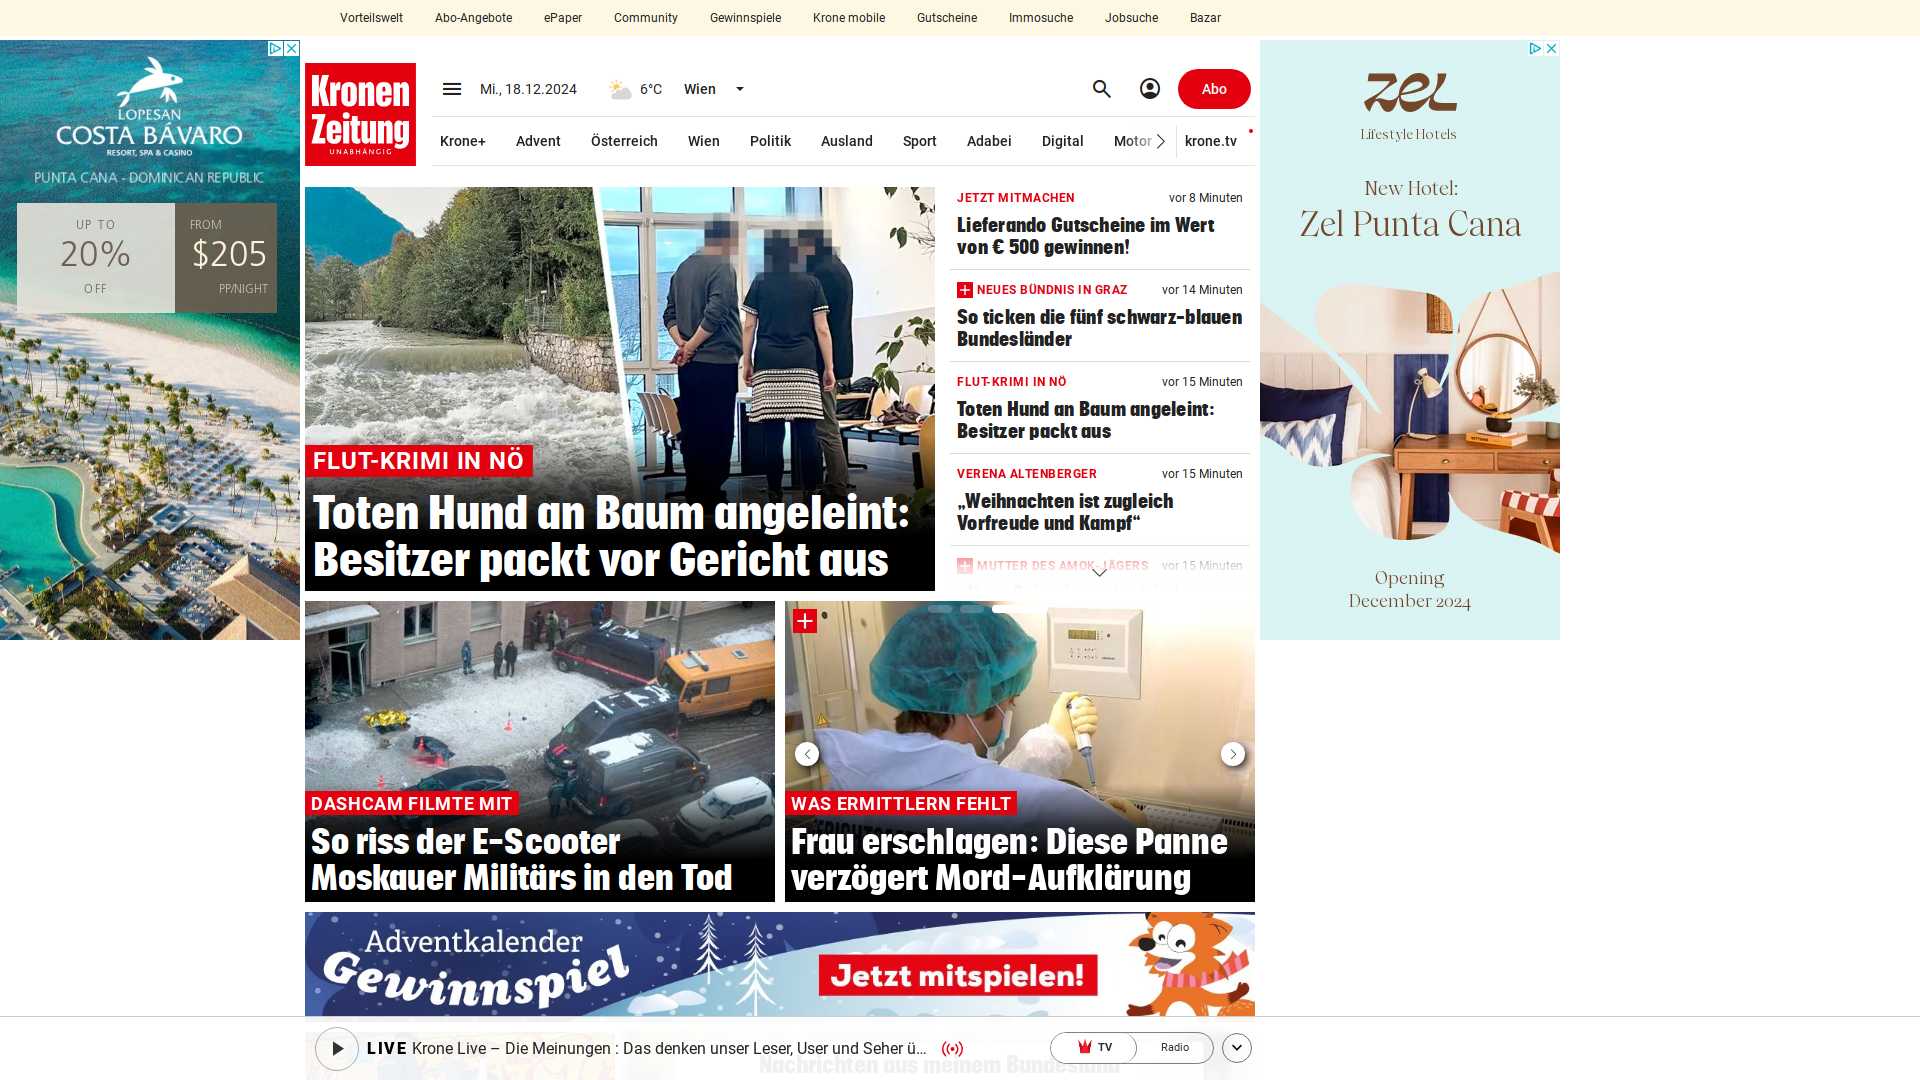 Vorteilswelt Abo-Angebote ePaper Community Gewinnspiele Krone mobile Gutscheine Immosuche Jobsuche Bazar
LOPESAN
COSTA BÁVARO
RESORT, SPA & CASINO
PUNTA CANA - DOMINICAN REPUBLIC
UP TO
20%
OFF
FROM
$205
PP/NIGHT
Kronen
Zeitung
UNABHÄNGIG
Mi., 18.12.2024 6°C Wien
Abo
Krone+ Advent Österreich Wien Politik Ausland Sport Adabei Digital Motor krone.tv
FLUT-KRIMI IN NÖ
Toten Hund an Baum angeleint:
Besitzer packt vor Gericht aus
JETZT MITMACHEN vor 8 Minuten
Lieferando Gutscheine im Wert
von € 500 gewinnen!
NEUES BÜNDNIS IN GRAZ vor 14 Minuten
So ticken die fünf schwarz-blauen
Bundesländer
FLUT-KRIMI IN NÖ vor 15 Minuten
Toten Hund an Baum angeleint:
Besitzer packt aus
VERENA ALTENBERGER vor 15 Minuten
„Weihnachten ist zugleich
Vorfreude und Kampf“
MUTTER DES AMOK-JÄGERS vor 15 Minuten
zel
Lifestyle Hotels
New Hotel:
Zel Punta Cana
Opening
December 2024
DASHCAM FILMTE MIT
So riss der E-Scooter
Moskauer Militärs in den Tod
WAS ERMITTLERN FEHLT
Frau erschlagen: Diese Panne
verzögert Mord-Aufklärung
Adventkalender
Gewinnspiel
Jetzt mitspielen!
LIVE Krone Live – Die Meinungen : Das denken unser Leser, User und Seher ü...
TV Radio
Nachrichten aus meinem Bundesland